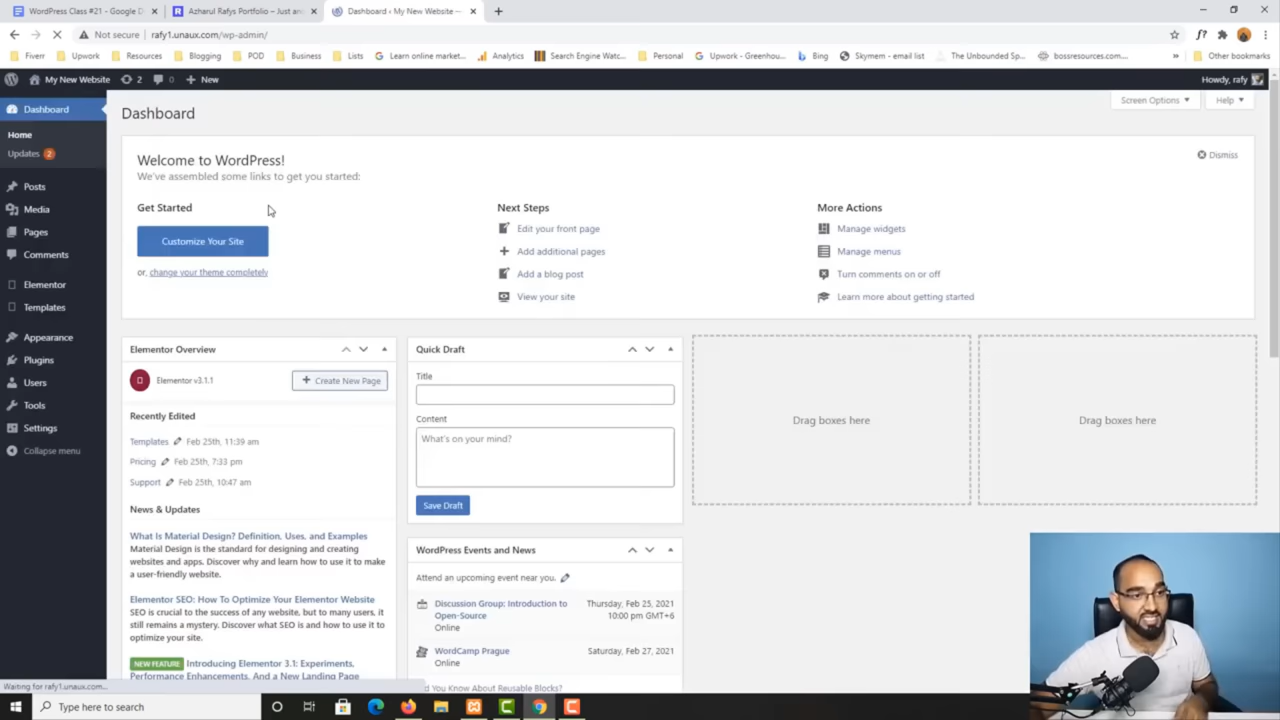 WordPress Class #21 - Google D
Azharul Rafys Portfolio – Just an
Dashboard ‹ My New Website —
Not secure
rafy1.unaux.com/wp-admin/
Fiverr
Upwork
Resources
Blogging
POD
Business
Lists
Learn online market...
Analytics
Search Engine Watc...
Personal
Upwork - Greenhou...
Bing
Skymem - email list
The Unbounded Sp...
bossresources.com...
»
Other bookmarks
My New Website
2
0
+ New
Howdy, rafy
Dashboard
Home
Updates 2
Posts
Media
Pages
Comments
Elementor
Templates
Appearance
Plugins
Users
Tools
Settings
Collapse menu
Dashboard
Screen Options
Help
Welcome to WordPress!
We've assembled some links to get you started:
Dismiss
Get Started
Customize Your Site
or, change your theme completely
Next Steps
Edit your front page
Add additional pages
Add a blog post
View your site
More Actions
Manage widgets
Manage menus
Turn comments on or off
Learn more about getting started
Elementor Overview
Elementor v3.1.1
Create New Page
Recently Edited
Templates Feb 25th, 11:39 am
Pricing Feb 25th, 7:33 pm
Support Feb 25th, 10:47 am
News & Updates
What Is Material Design? Definition, Uses, and Examples
Material Design is the standard for designing and creating
websites and apps. Discover why and learn how to use it to make
a user-friendly website.
Elementor SEO: How To Optimize Your Elementor Website
SEO is crucial to the success of any website, but to many users, it
still remains a mystery. Discover what SEO is and how to use it to
optimize your site.
NEW FEATURE Introducing Elementor 3.1: Experiments,
Performance Enhancements, And a New Landing Page
Quick Draft
Title
Content
What's on your mind?
Save Draft
WordPress Events and News
Attend an upcoming event near you.
Discussion Group: Introduction to
Open-Source
Online
Thursday, Feb 25, 2021
10:00 pm GMT+6
WordCamp Prague
Online
Saturday, Feb 27, 2021
You Know About Reusable Blocks?
Drag boxes here
Drag boxes here
Waiting for rafy1.unaux.com...
Type here to search